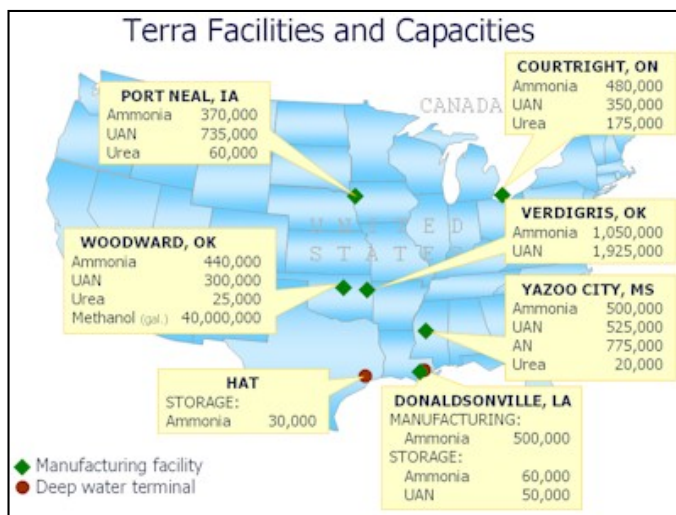 Terra Facilities and Capacities
COURTRIGHT, ON
Ammonia 480,000
UAN 350,000
Urea 175,000
PORT NEAL, IA
Ammonia 370,000
UAN 735,000
Urea 60,000
CANADA
UNITED
STATES
VERDIGRIS, OK
Ammonia 1,050,000
UAN 1,925,000
WOODWARD, OK
Ammonia 440,000
UAN 300,000
Urea 25,000
Methanol (gal.) 40,000,000
YAZOO CITY, MS
Ammonia 500,000
UAN 525,000
AN 775,000
Urea 20,000
HAT
STORAGE:
Ammonia 30,000
DONALDSONVILLE, LA
MANUFACTURING:
Ammonia 500,000
STORAGE:
Ammonia 60,000
UAN 50,000
Manufacturing facility
Deep water terminal